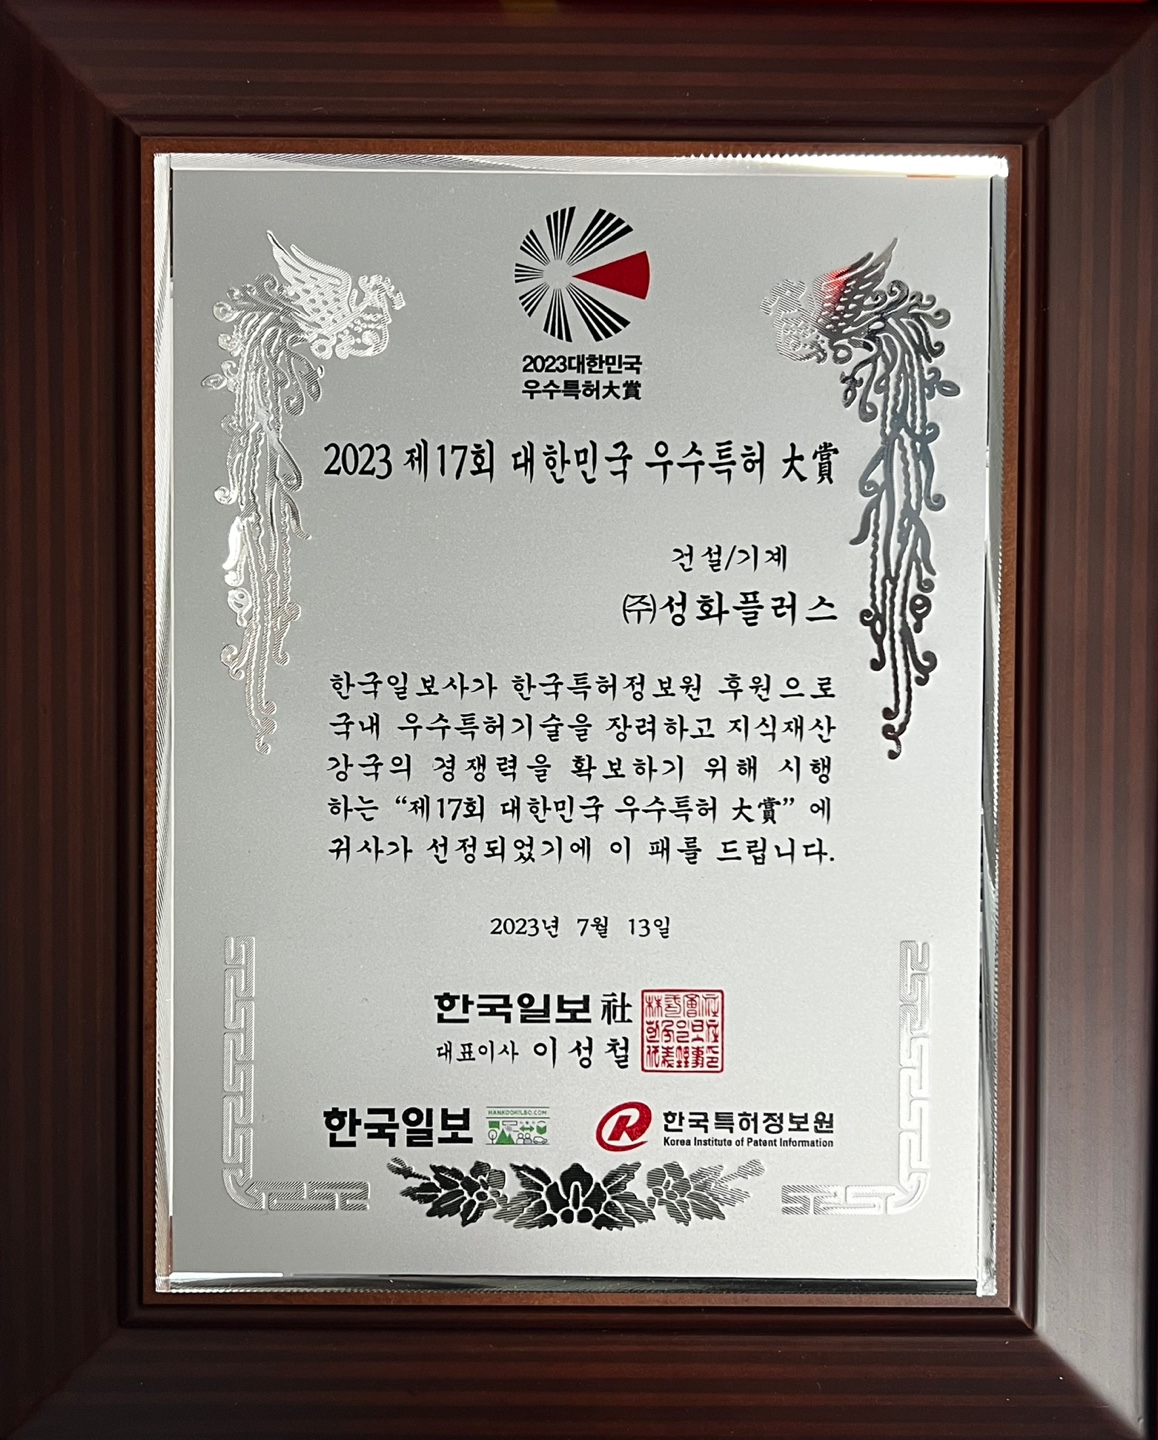 2023대한민국
우수특허大賞
2023 제17회 대한민국 우수특허 大賞
건설/기계
㈜성화플러스
한국일보사가 한국특허정보원 후원으로
국내 우수특허기술을 장려하고 지식재산
강국의 경쟁력을 확보하기 위해 시행
하는 “제17회 대한민국 우수특허 大賞” 에
귀사가 선정되었기에 이 패를 드립니다.
2023년 7월 13일
한국일보社
대표이사 이성철
한국일보 HANKOOKILBO.COM
한국특허정보원
Korea Institute of Patent Information